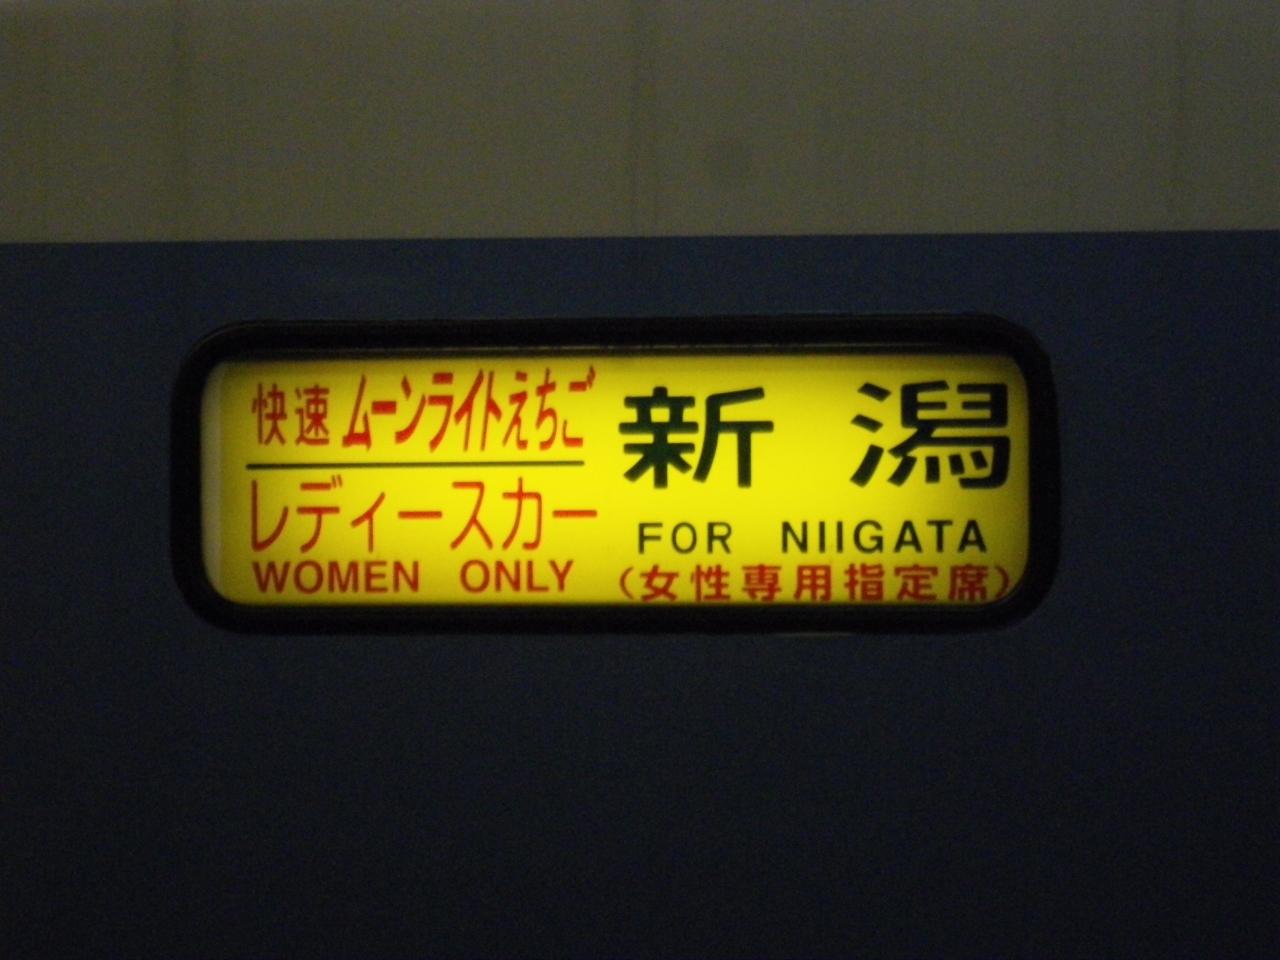 快速 ムーンライトえちご
レディースカー
WOMEN ONLY
新潟
FOR NIIGATA
(女性専用指定席)